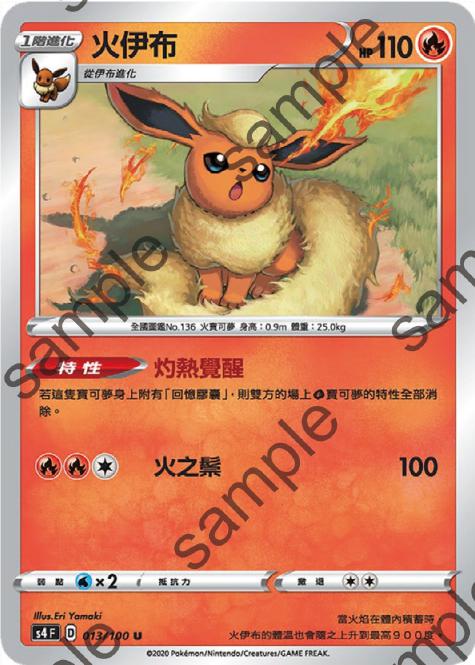 1階進化
火伊布
HP 110
從伊布進化
全國圖鑑No.136 火寶可夢 身高：0.9m 體重：25.0kg
特性 灼熱覺醒
若這隻寶可夢身上附有「回憶膠囊」，則雙方的場上寶可夢的特性全部消
除。
火之鬃 100
弱點 ×2 抵抗力 撤退
Illus.Eri Yamaki
s4 F D 013/100 U
當火焰在體內積蓄時，
火伊布的體溫也會隨之上升到最高９００度。
©2020 Pokémon/Nintendo/Creatures/GAME FREAK.
sample
sample
sample
sample
sample
sample
sample